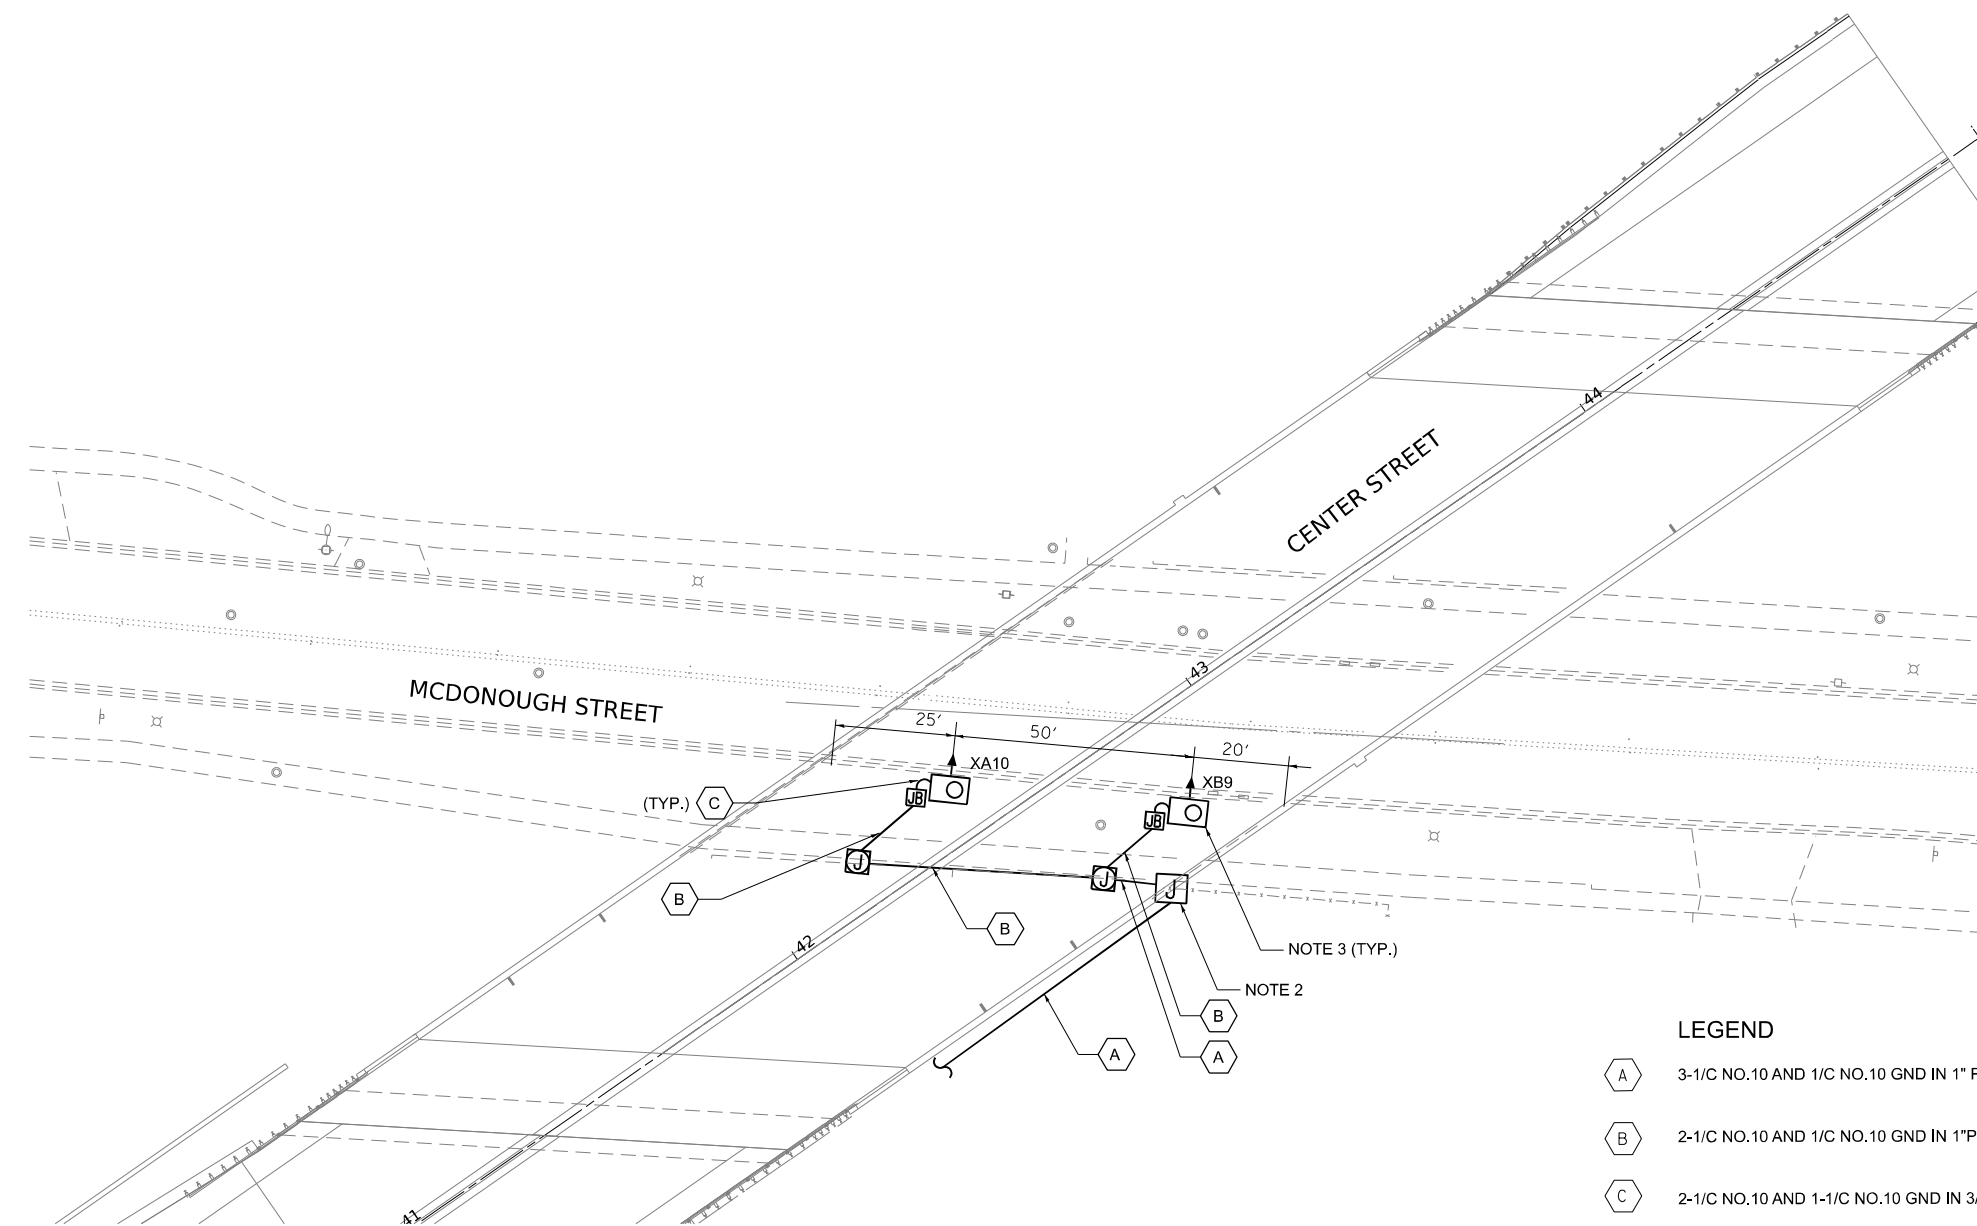 44
CENTER STREET
43
MCDONOUGH STREET
25'
50'
20'
XA10
XB9
(TYP.)
C
JB
JB
J
J
J
B
B
42
NOTE 3 (TYP.)
NOTE 2
B
A
A
LEGEND
A
3-1/C NO.10 AND 1/C NO.10 GND IN 1"
B
2-1/C NO.10 AND 1/C NO.10 GND IN 1"P
C
2-1/C NO.10 AND 1-1/C NO.10 GND IN 3/
41